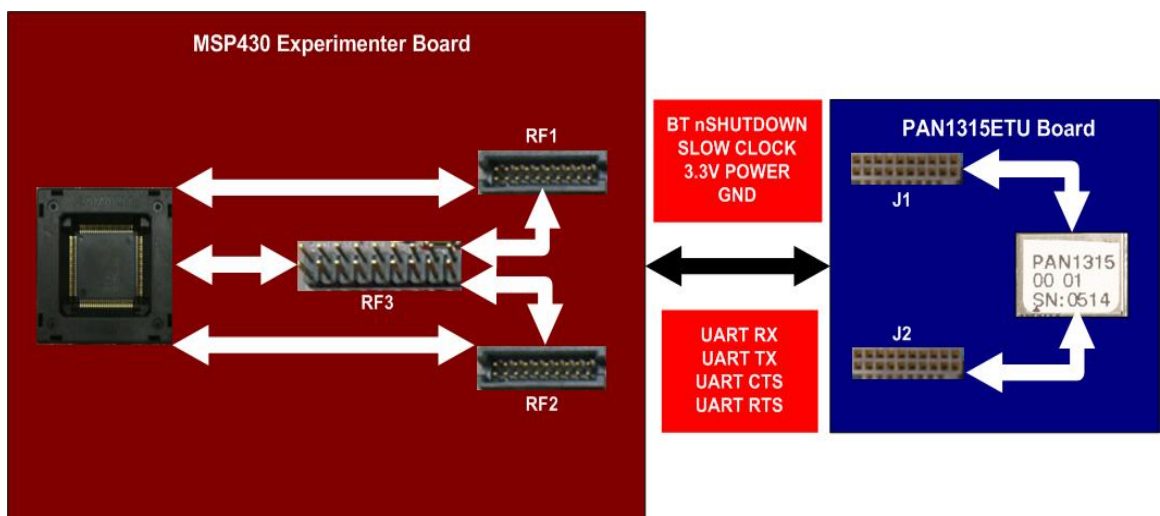 MSP430 Experimenter Board
RF1
RF3
RF2
BT nSHUTDOWN
SLOW CLOCK
3.3V POWER
GND
UART RX
UART TX
UART CTS
UART RTS
PAN1315ETU Board
J1
PAN1315
00 01
SN:0514
J2